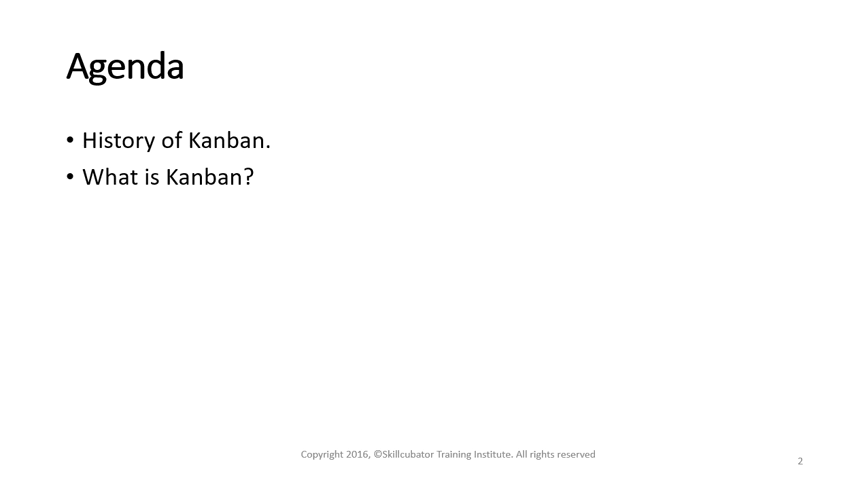 Agenda
• History of Kanban.
• What is Kanban?
Copyright 2016, ©Skillcubator Training Institute. All rights reserved
2